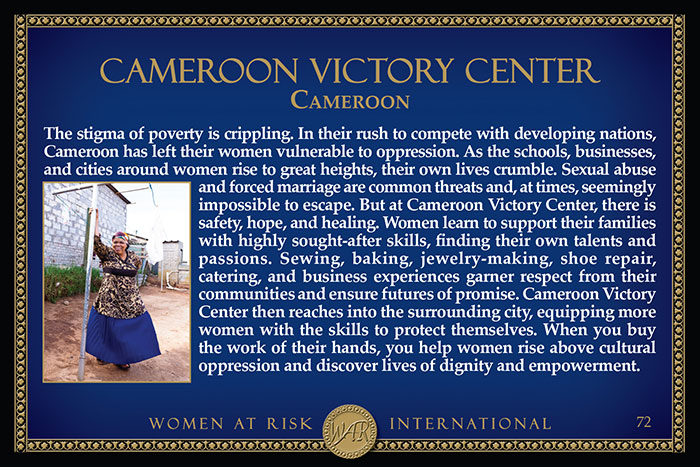 CAMEROON VICTORY CENTER
CAMEROON
The stigma of poverty is crippling. In their rush to compete with developing nations,
Cameroon has left their women vulnerable to oppression. As the schools, businesses,
and cities around women rise to great heights, their own lives crumble. Sexual abuse
and forced marriage are common threats and, at times, seemingly
impossible to escape. But at Cameroon Victory Center, there is
safety, hope, and healing. Women learn to support their families
with highly sought-after skills, finding their own talents and
passions. Sewing, baking, jewelry-making, shoe repair,
catering, and business experiences garner respect from their
communities and ensure futures of promise. Cameroon Victory
Center then reaches into the surrounding city, equipping more
women with the skills to protect themselves. When you buy
the work of their hands, you help women rise above cultural
oppression and discover lives of dignity and empowerment.
WOMEN AT RISK WAR INTERNATIONAL 72